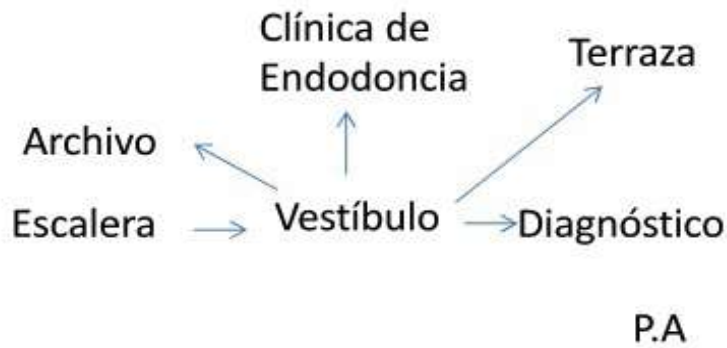 Clínica de
Endodoncia
Terraza
Archivo
Escalera
Vestíbulo
Diagnóstico
P.A